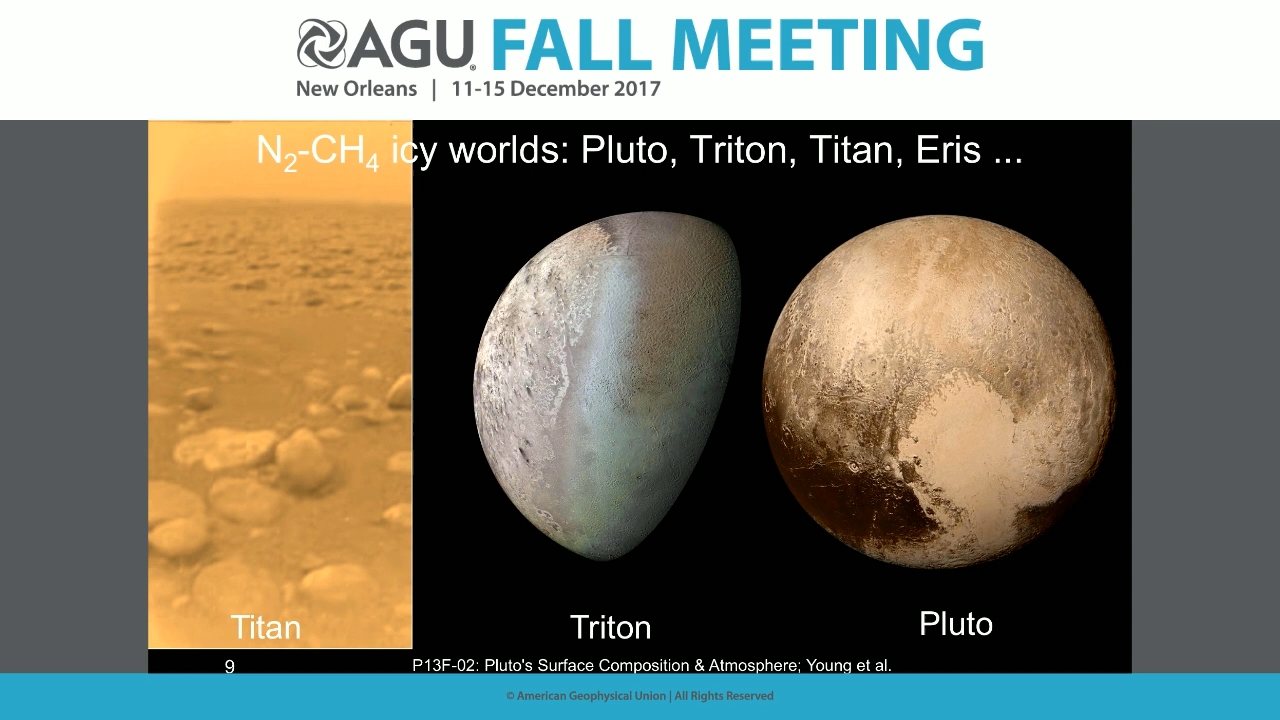 AGU FALL MEETING
New Orleans | 11-15 December 2017
N₂-CH₄ icy worlds: Pluto, Triton, Titan, Eris ...
Titan
Triton
Pluto
9
P13F-02: Pluto's Surface Composition & Atmosphere; Young et al.
© American Geophysical Union | All Rights Reserved